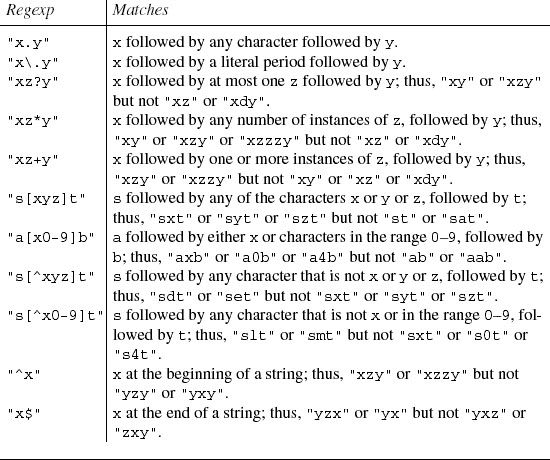 Regexp Matches
"x.y" x followed by any character followed by y.
"x\.y" x followed by a literal period followed by y.
"xz?y" x followed by at most one z followed by y; thus, "xy" or "xzy"
but not "xz" or "xdy".
"xz*y" x followed by any number of instances of z, followed by y; thus,
"xy" or "xzy" or "xzzzy" but not "xz" or "xdy".
"xz+y" x followed by one or more instances of z, followed by y; thus,
"xzy" or "xzzy" but not "xy" or "xz" or "xdy".
"s[xyz]t" s followed by any of the characters x or y or z, followed by t;
thus, "sxt" or "syt" or "szt" but not "st" or "sat".
"a[x0-9]b" a followed by either x or characters in the range 0–9, followed by
b; thus, "axb" or "a0b" or "a4b" but not "ab" or "aab".
"s[^xyz]t" s followed by any character that is not x or y or z, followed by t;
thus, "sdt" or "set" but not "sxt" or "syt" or "szt".
"s[^x0-9]t" s followed by any character that is not x or in the range 0–9, fol-
lowed by t; thus, "slt" or "smt" but not "sxt" or "s0t" or
"s4t".
"^x" x at the beginning of a string; thus, "xzy" or "xzzy" but not
"yzy" or "yxy".
"x$" x at the end of a string; thus, "yzx" or "yx" but not "yxz" or
"zxy".